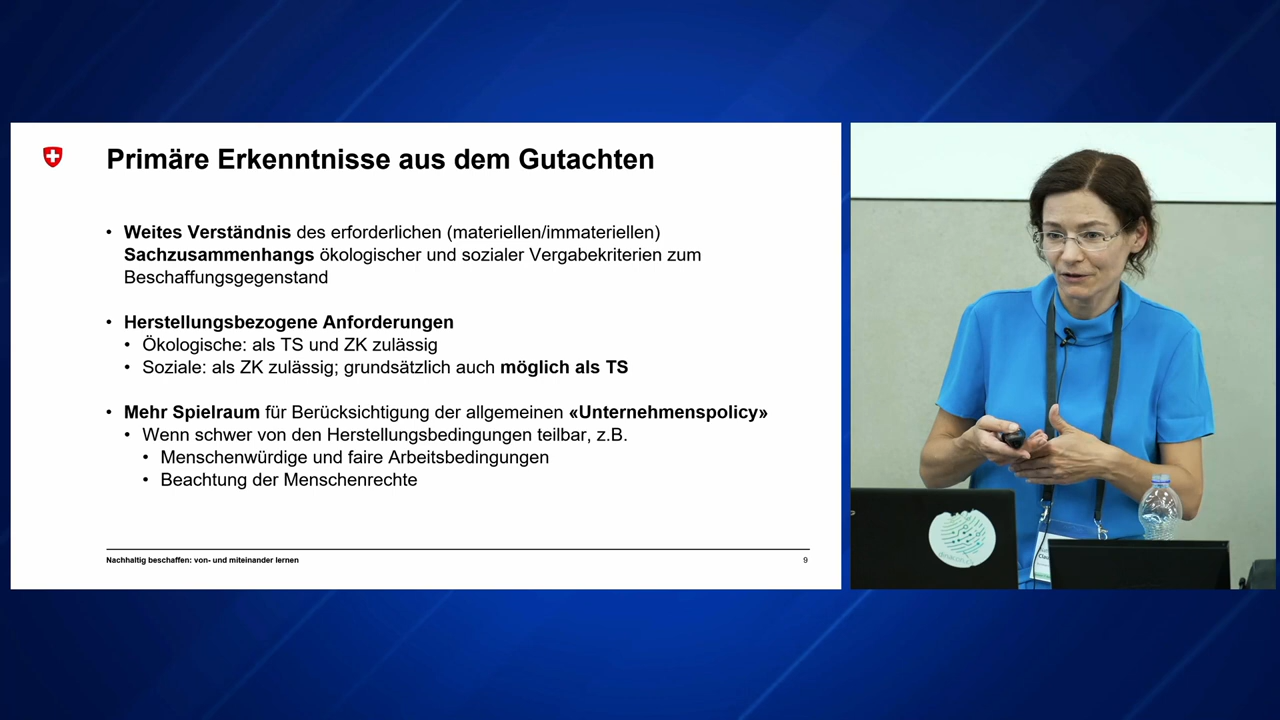 Primäre Erkenntnisse aus dem Gutachten
• Weites Verständnis des erforderlichen (materiellen/immateriellen)
Sachzusammenhangs ökologischer und sozialer Vergabekriterien zum
Beschaffungsgegenstand
• Herstellungsbezogene Anforderungen
• Ökologische: als TS und ZK zulässig
• Soziale: als ZK zulässig; grundsätzlich auch möglich als TS
• Mehr Spielraum für Berücksichtigung der allgemeinen «Unternehmenspolicy»
• Wenn schwer von den Herstellungsbedingungen teilbar, z.B.
• Menschenwürdige und faire Arbeitsbedingungen
• Beachtung der Menschenrechte
Nachhaltig beschaffen: von- und miteinander lernen
9